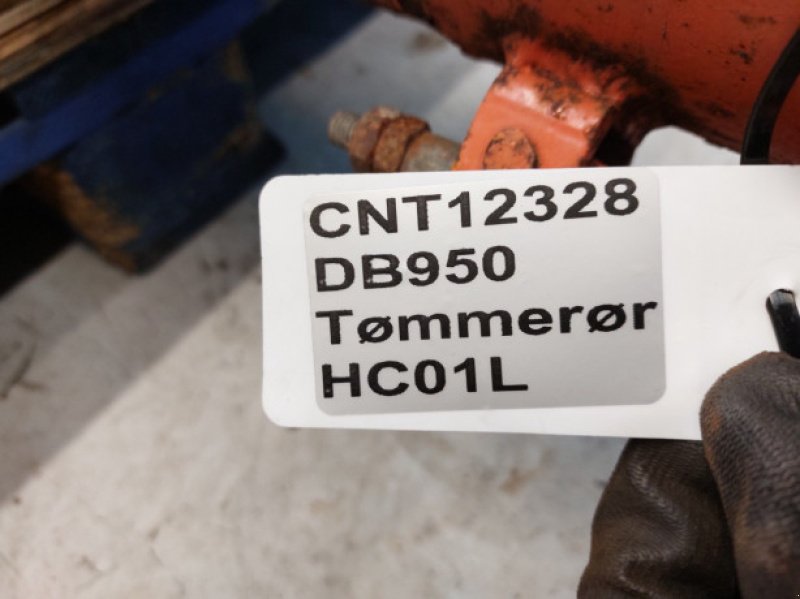 CNT12328
DB950
Tømmerør
HC01L